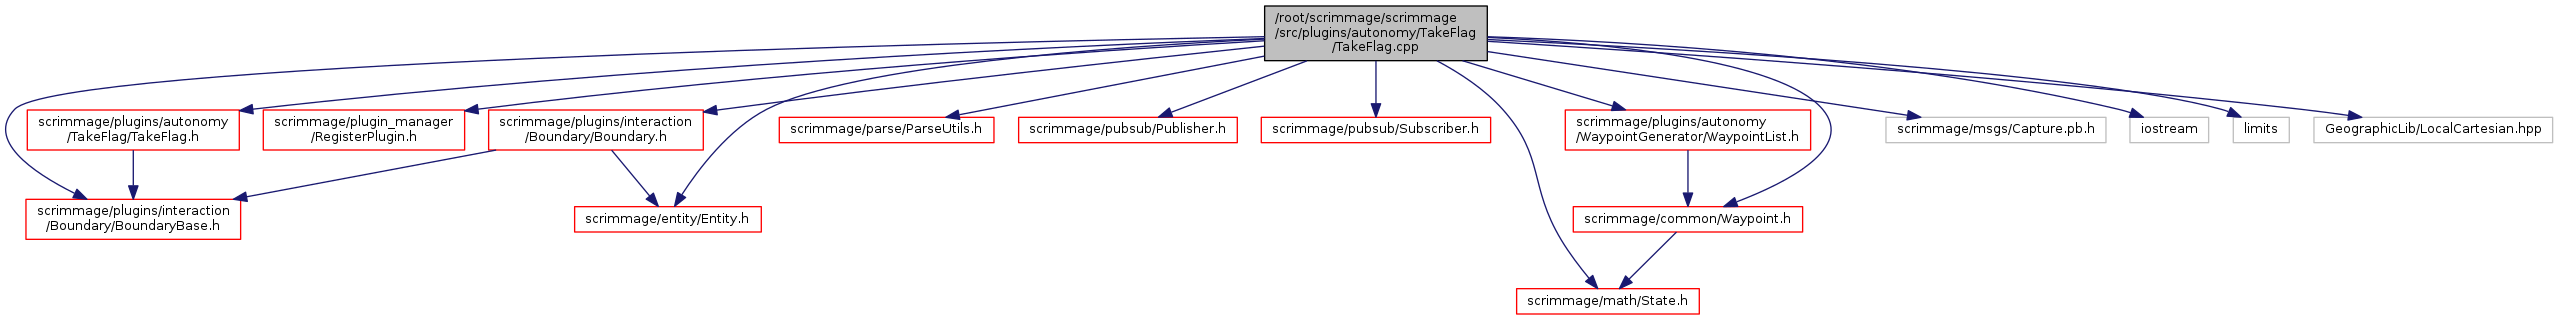 /root/scrimmage/scrimmage
/src/plugins/autonomy/TakeFlag
/TakeFlag.cpp
scrimmage/plugins/autonomy
/TakeFlag/TakeFlag.h
scrimmage/plugin_manager
/RegisterPlugin.h
scrimmage/plugins/interaction
/Boundary/Boundary.h
scrimmage/parse/ParseUtils.h
scrimmage/pubsub/Publisher.h
scrimmage/pubsub/Subscriber.h
scrimmage/plugins/autonomy
/WaypointGenerator/WaypointList.h
scrimmage/msgs/Capture.pb.h
iostream
limits
GeographicLib/LocalCartesian.hpp
scrimmage/plugins/interaction
/Boundary/BoundaryBase.h
scrimmage/entity/Entity.h
scrimmage/common/Waypoint.h
scrimmage/math/State.h